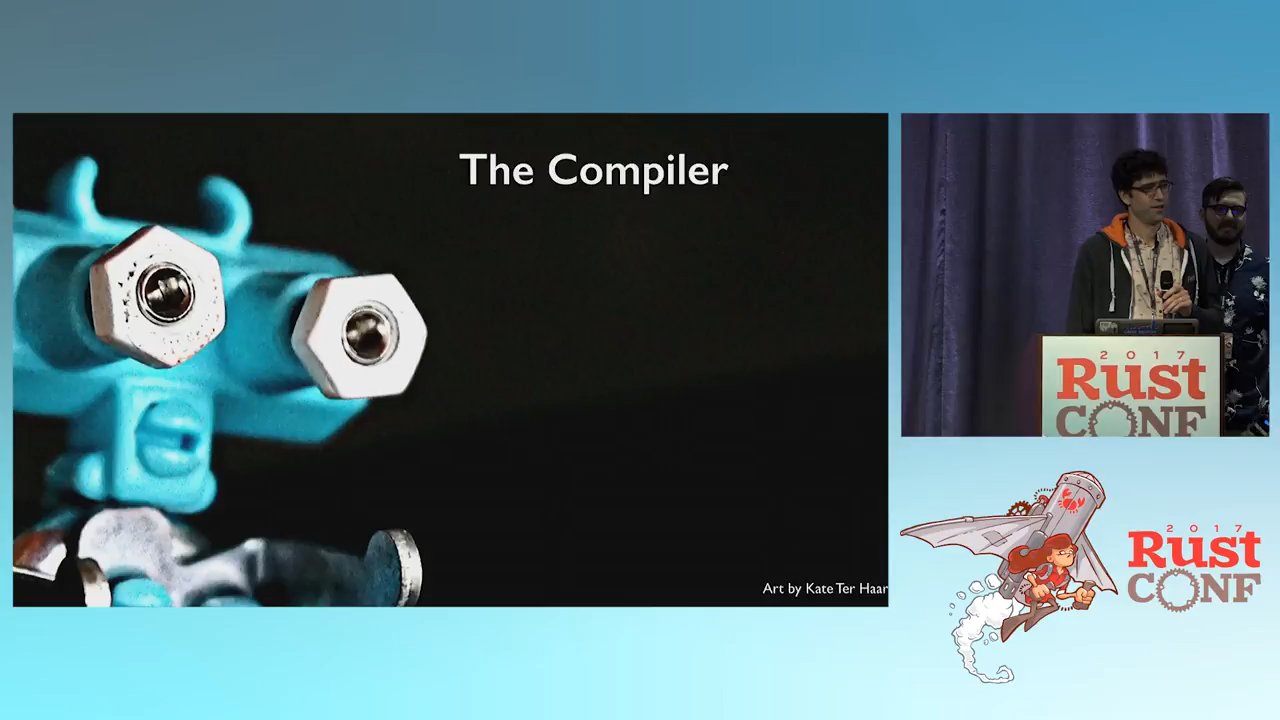 The Compiler
Art by Kate Ter Haar
2017
Rust
CONF
2017
Rust
CONF